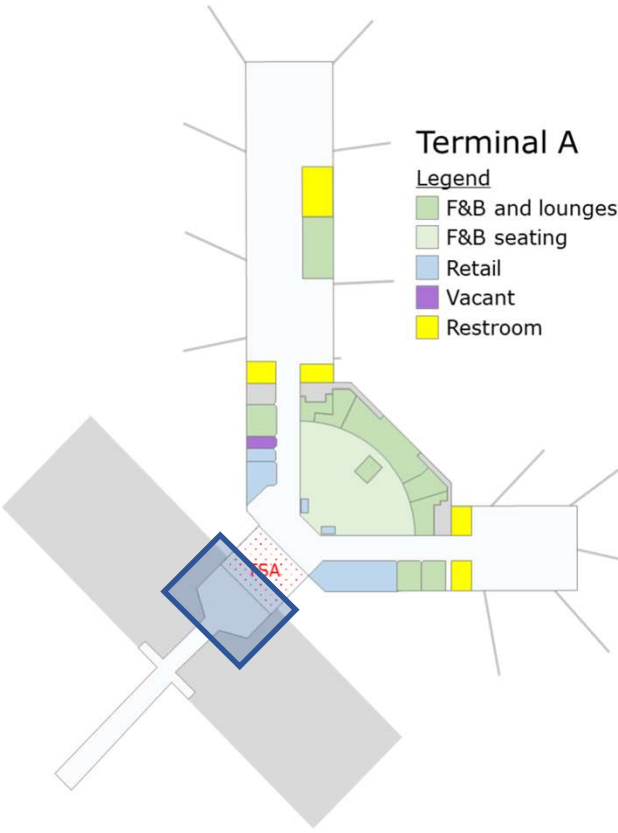 Terminal A
Legend
F&B and lounges
F&B seating
Retail
Vacant
Restroom
TSA